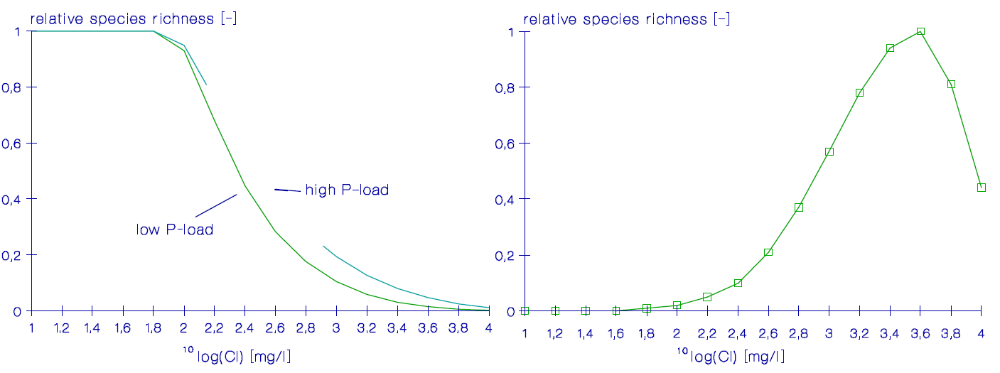 relative species richness [-]
1
0,8
0,6
0,4
0,2
0
high P-load
low P-load
1 1,2 1,4 1,6 1,8 2 2,2 2,4 2,6 2,8 3 3,2 3,4 3,6 3,8 4
10 log(Cl) [mg/l]
relative species richness [-]
1
0,8
0,6
0,4
0,2
0
1 1,2 1,4 1,6 1,8 2 2,2 2,4 2,6 2,8 3 3,2 3,4 3,6 3,8 4
10 log(Cl) [mg/l]